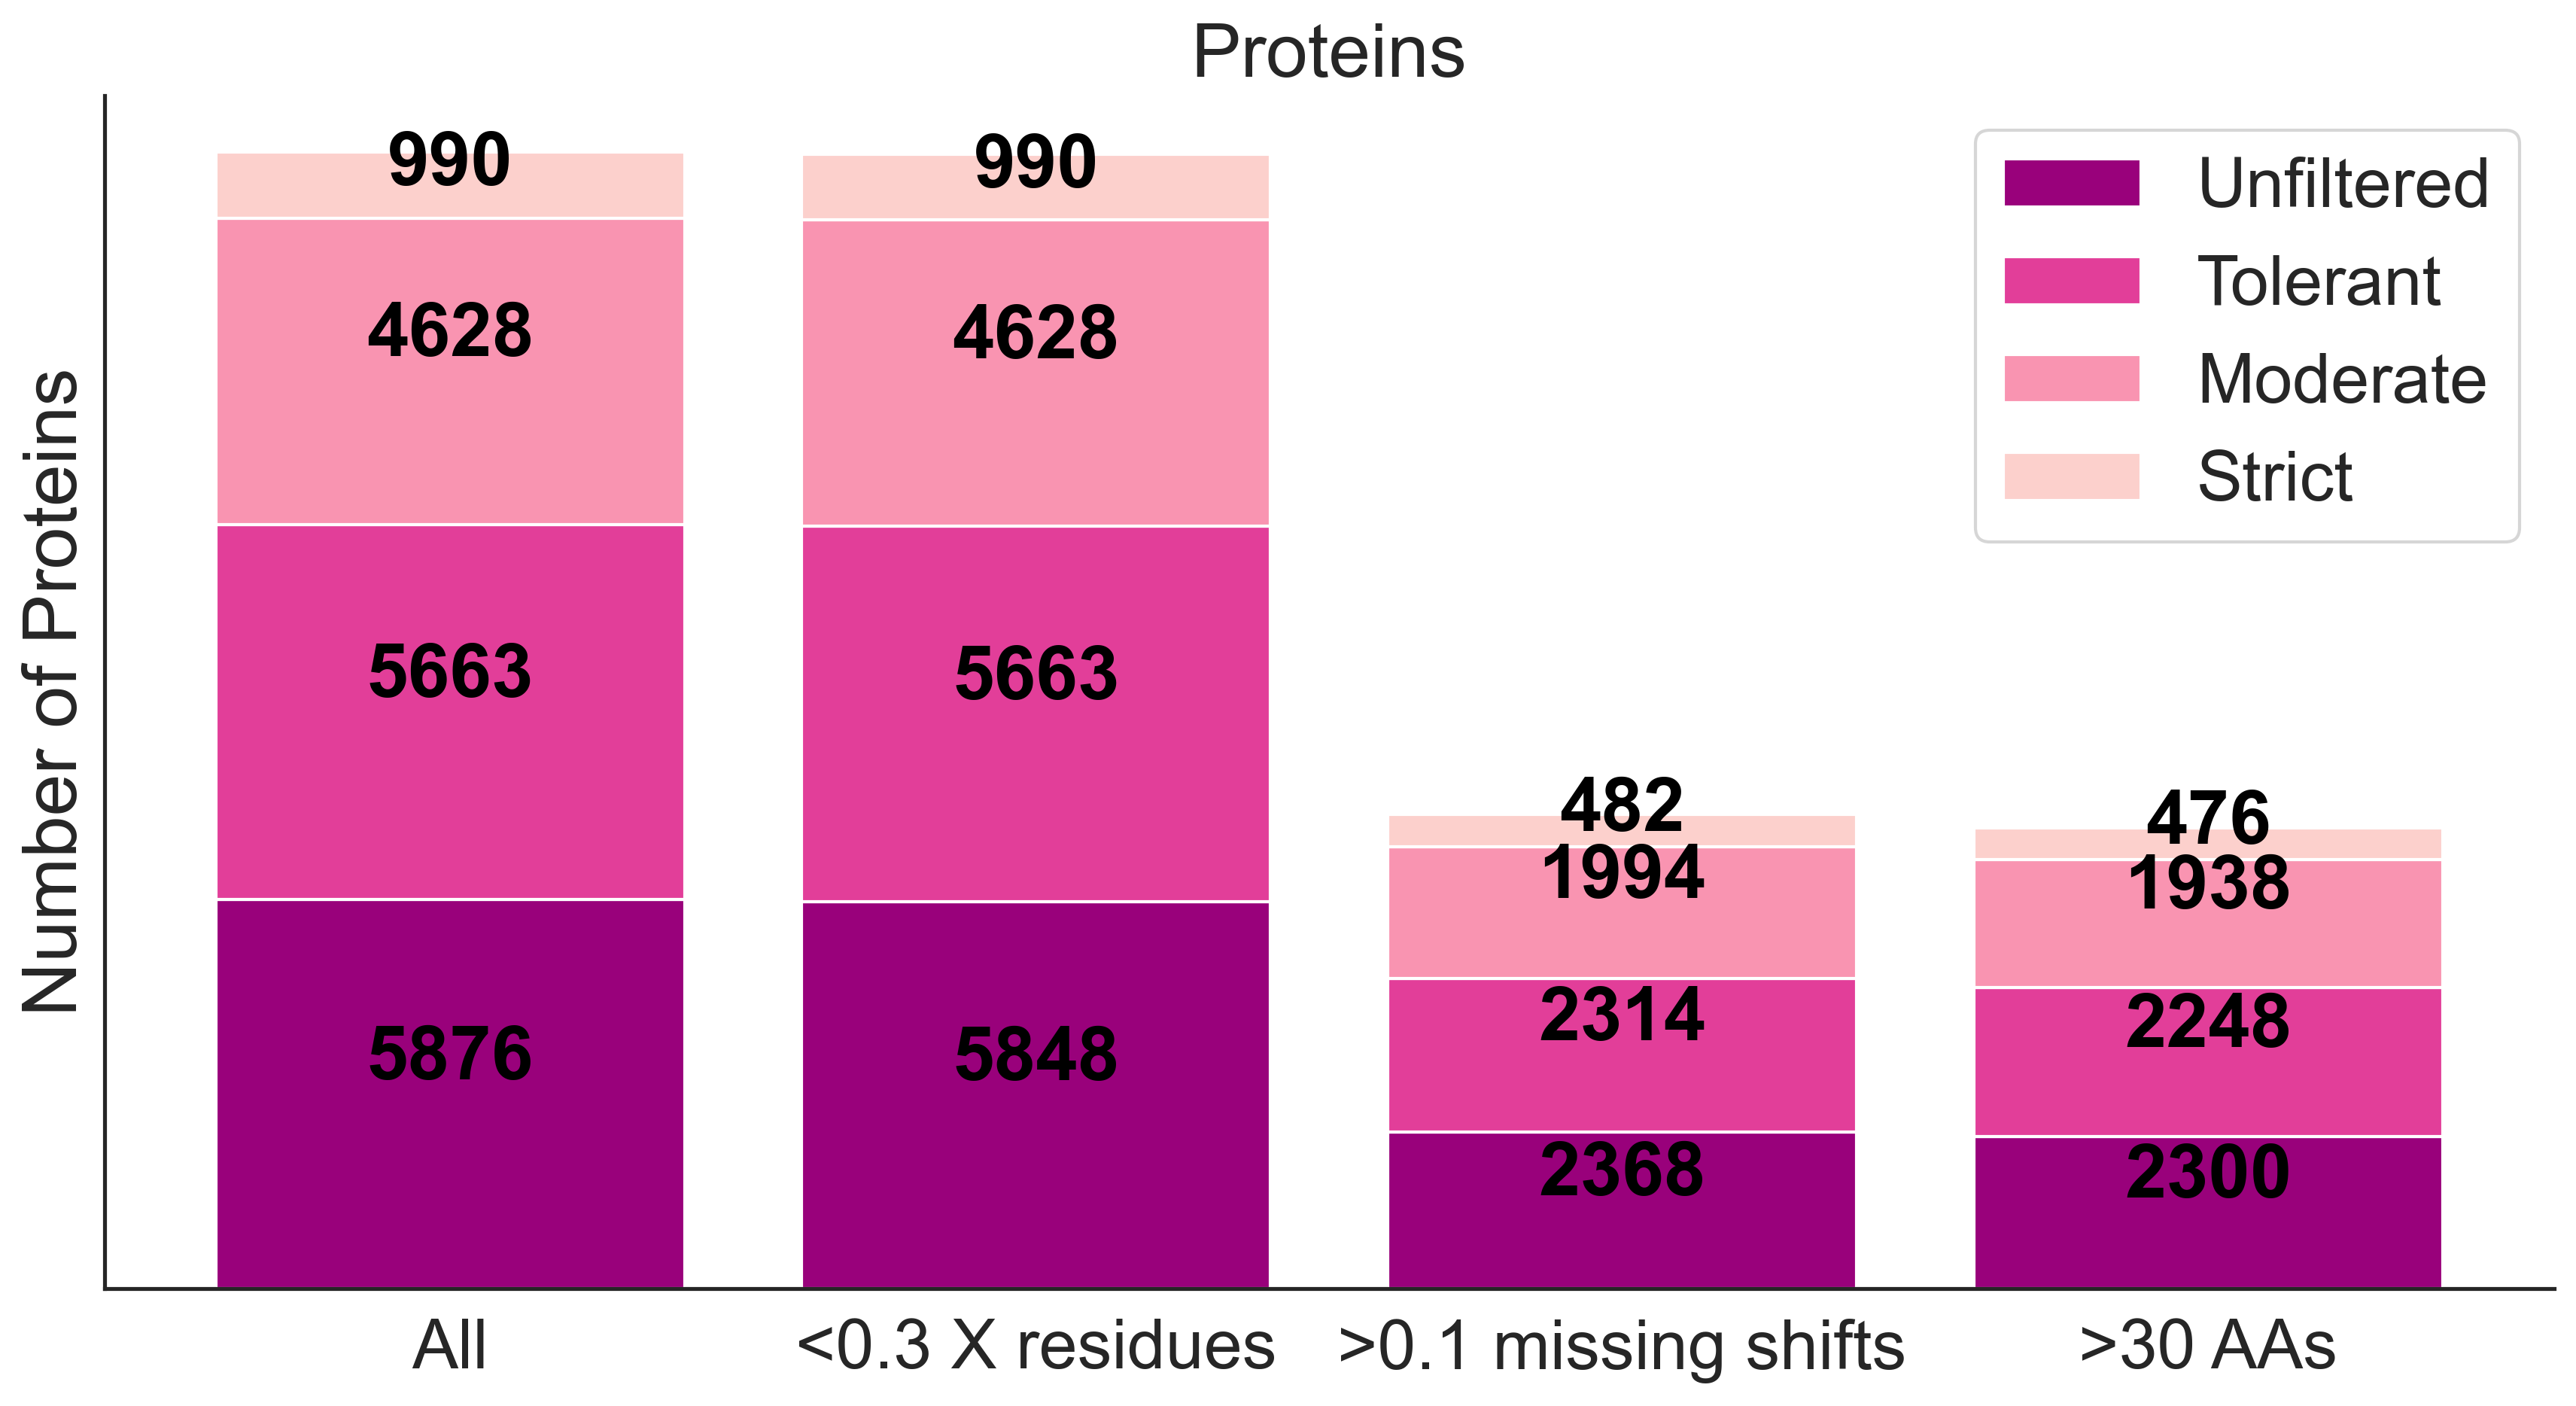 Proteins
Number of Proteins
Unfiltered
Tolerant
Moderate
Strict
990
4628
5663
5876
990
4628
5663
5848
482
1994
2314
2368
476
1938
2248
2300
All
<0.3 X residues
>0.1 missing shifts
>30 AAs